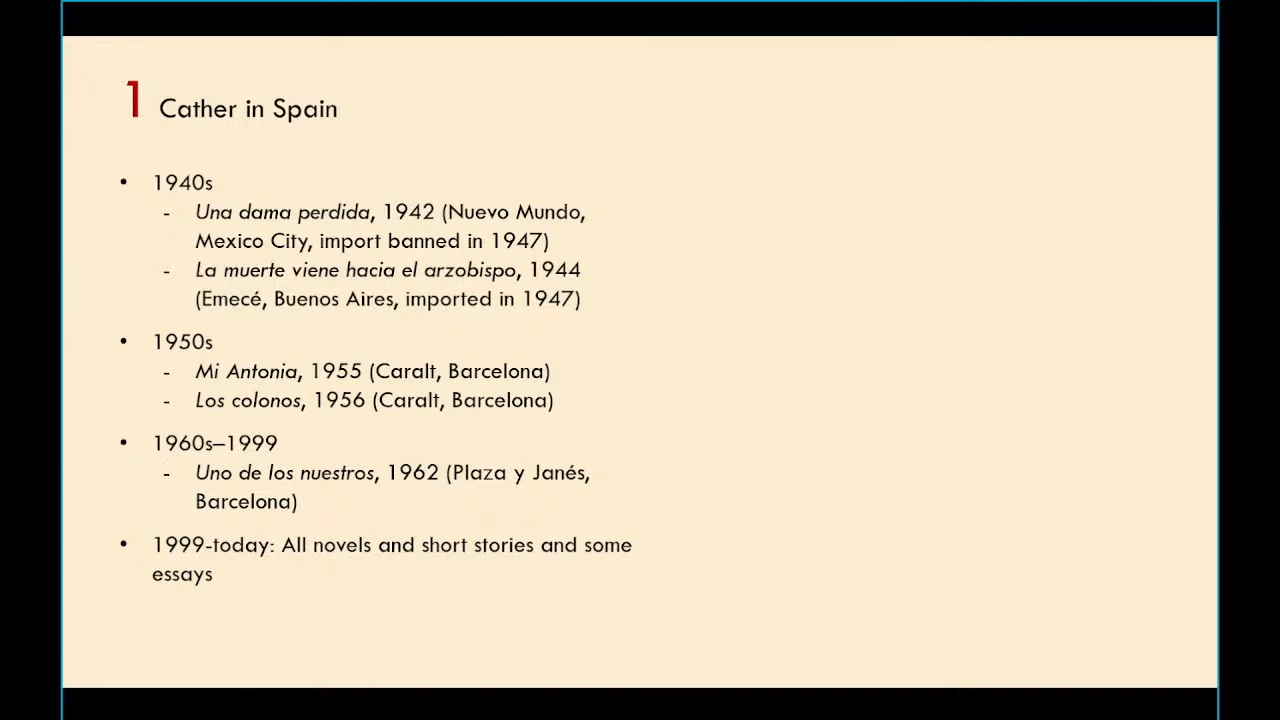 1 Cather in Spain
• 1940s
- Una dama perdida, 1942 (Nuevo Mundo,
Mexico City, import banned in 1947)
- La muerte viene hacia el arzobispo, 1944
(Emecé, Buenos Aires, imported in 1947)
• 1950s
- Mi Antonia, 1955 (Caralt, Barcelona)
- Los colonos, 1956 (Caralt, Barcelona)
• 1960s–1999
- Uno de los nuestros, 1962 (Plaza y Janés,
Barcelona)
• 1999-today: All novels and short stories and some
essays